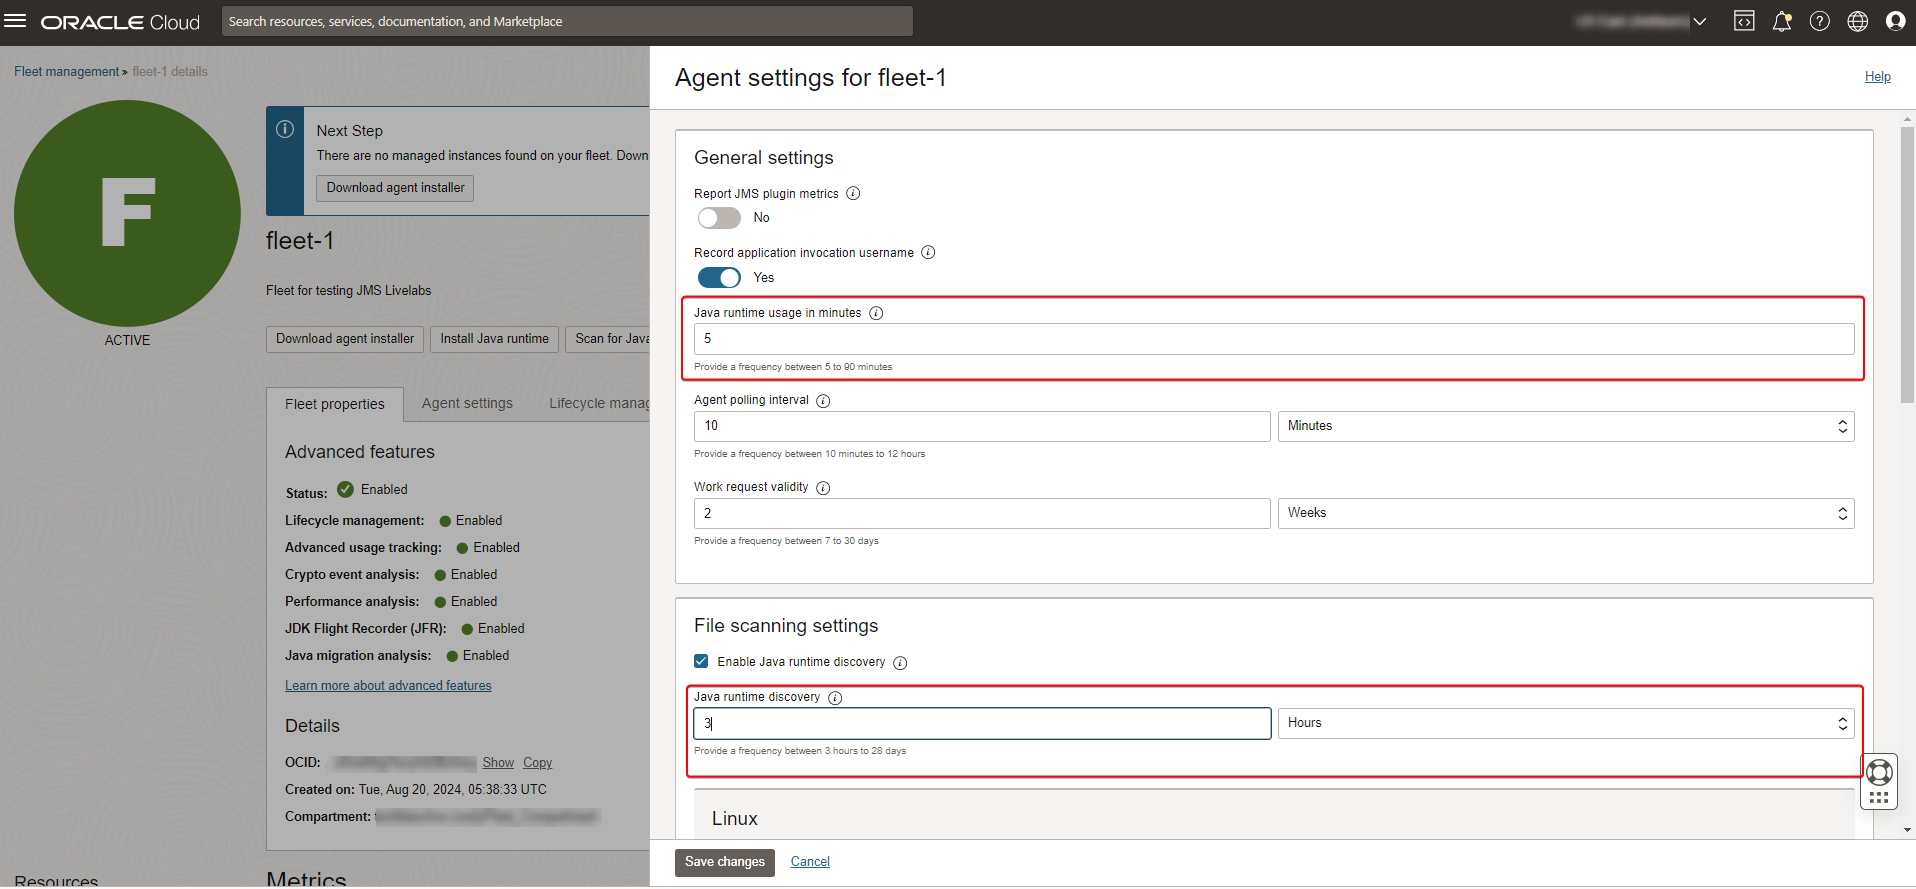 ORACLE Cloud
Search resources, services, documentation, and Marketplace
Fleet management » fleet-1 details
F
ACTIVE
Next Step
There are no managed instances found on your fleet. Down
Download agent installer
fleet-1
Fleet for testing JMS Livelabs
Download agent installer
Install Java runtime
Scan for Java
Fleet properties
Agent settings
Lifecycle manag
Advanced features
Status: Enabled
Lifecycle management: Enabled
Advanced usage tracking: Enabled
Crypto event analysis: Enabled
Performance analysis: Enabled
JDK Flight Recorder (JFR): Enabled
Java migration analysis: Enabled
Learn more about advanced features
Details
OCID: Show Copy
Created on: Tue, Aug 20, 2024, 05:38:33 UTC
Compartment:
Resources
Metrics
Agent settings for fleet-1
Help
General settings
Report JMS plugin metrics
No
Record application invocation username
Yes
Java runtime usage in minutes
5
Provide a frequency between 5 to 90 minutes
Agent polling interval
10
Minutes
Provide a frequency between 10 minutes to 12 hours
Work request validity
2
Weeks
Provide a frequency between 7 to 30 days
File scanning settings
Enable Java runtime discovery
Java runtime discovery
3
Hours
Provide a frequency between 3 hours to 28 days
Linux
Save changes
Cancel